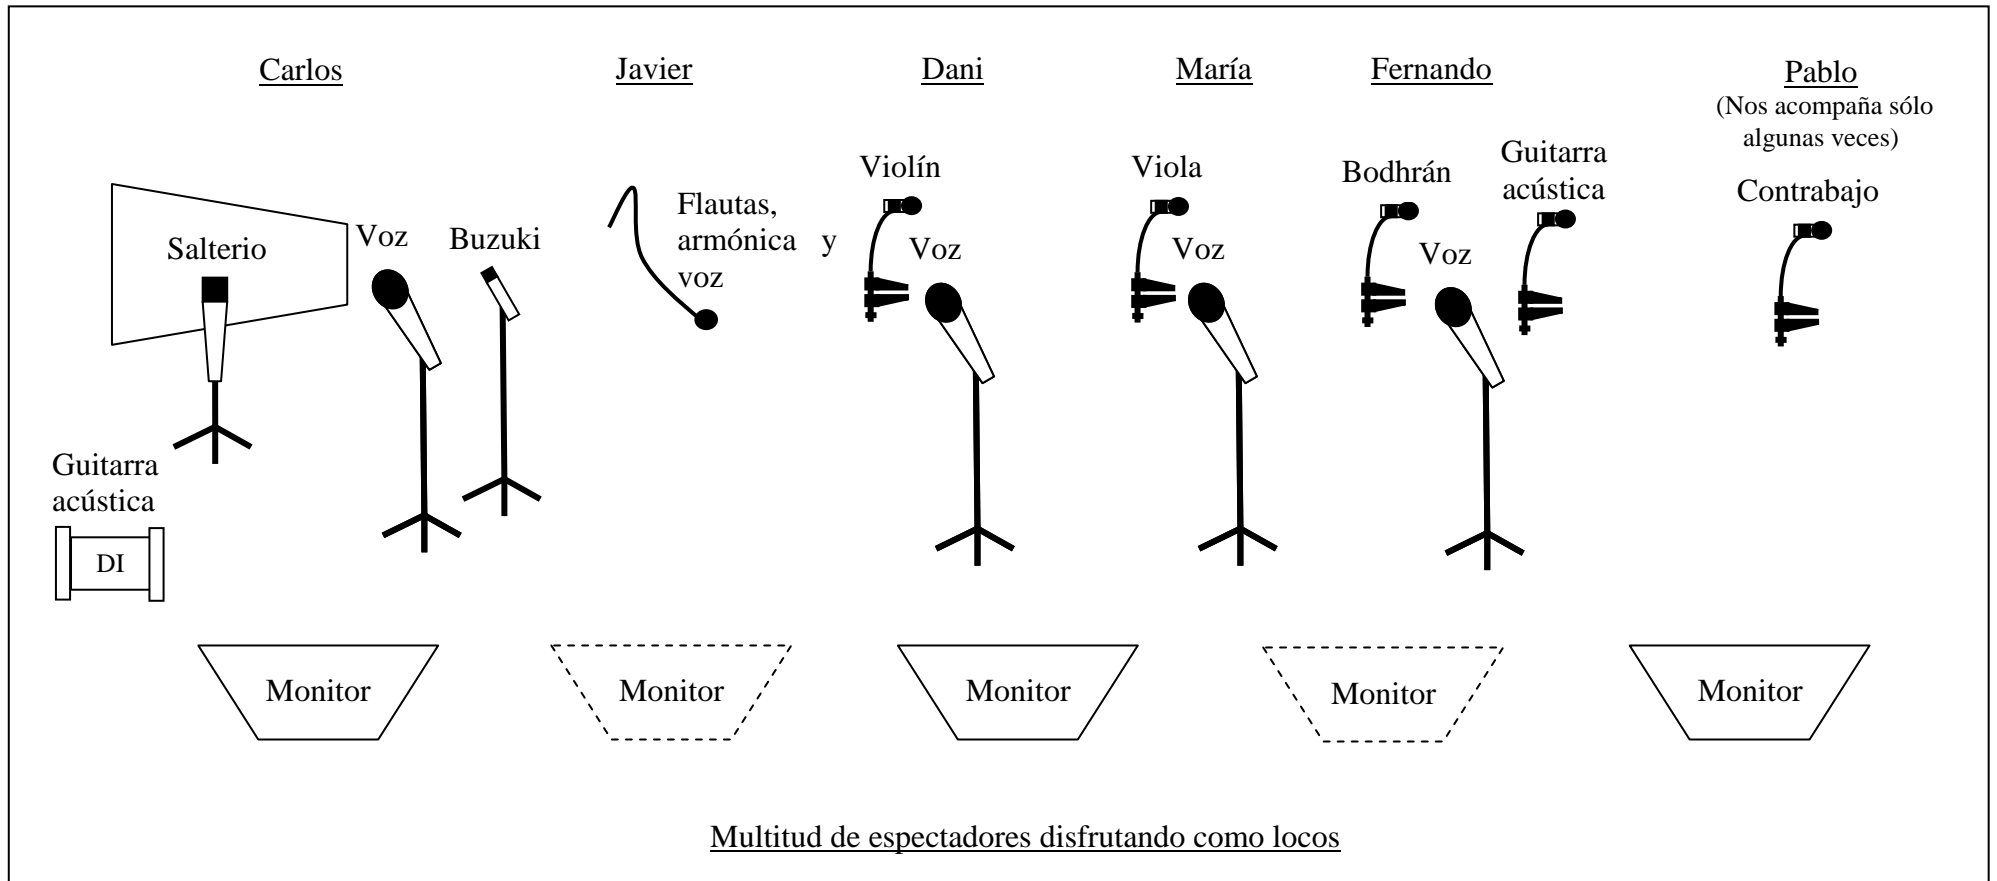 Carlos
Javier
Dani
María
Fernando
Pablo
(Nos acompaña sólo
algunas veces)
Salterio
Voz
Buzuki
Flautas,
armónica y
voz
Violín
Voz
Viola
Voz
Bodhrán
Voz
Guitarra
acústica
Contrabajo
Guitarra
acústica
DI
Monitor
Monitor
Monitor
Monitor
Monitor
Multitud de espectadores disfrutando como locos